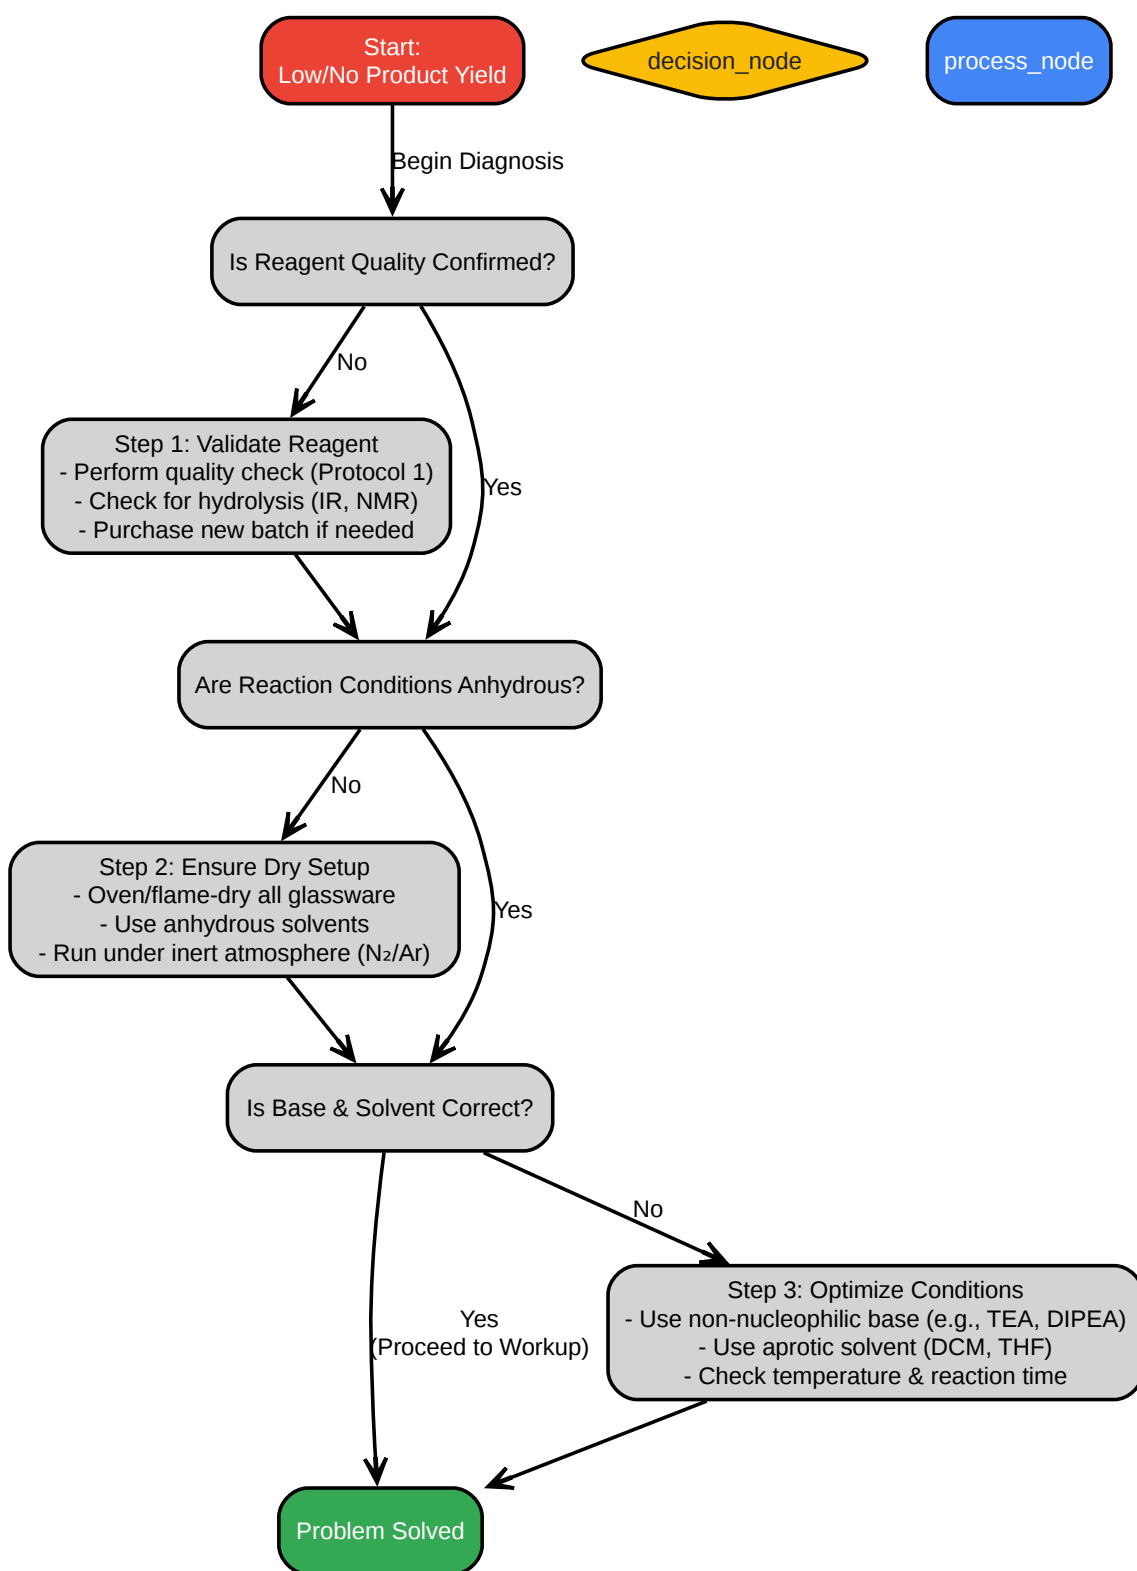 Start:
Low/No Product Yield
decision_node
process_node
Begin Diagnosis
Is Reagent Quality Confirmed?
No
Step 1: Validate Reagent
- Perform quality check (Protocol 1)
- Check for hydrolysis (IR, NMR)
- Purchase new batch if needed
Yes
Are Reaction Conditions Anhydrous?
No
Step 2: Ensure Dry Setup
- Oven/flame-dry all glassware
- Use anhydrous solvents
- Run under inert atmosphere (N₂/Ar)
Yes
Is Base & Solvent Correct?
No
Yes
(Proceed to Workup)
Step 3: Optimize Conditions
- Use non-nucleophilic base (e.g., TEA, DIPEA)
- Use aprotic solvent (DCM, THF)
- Check temperature & reaction time
Problem Solved